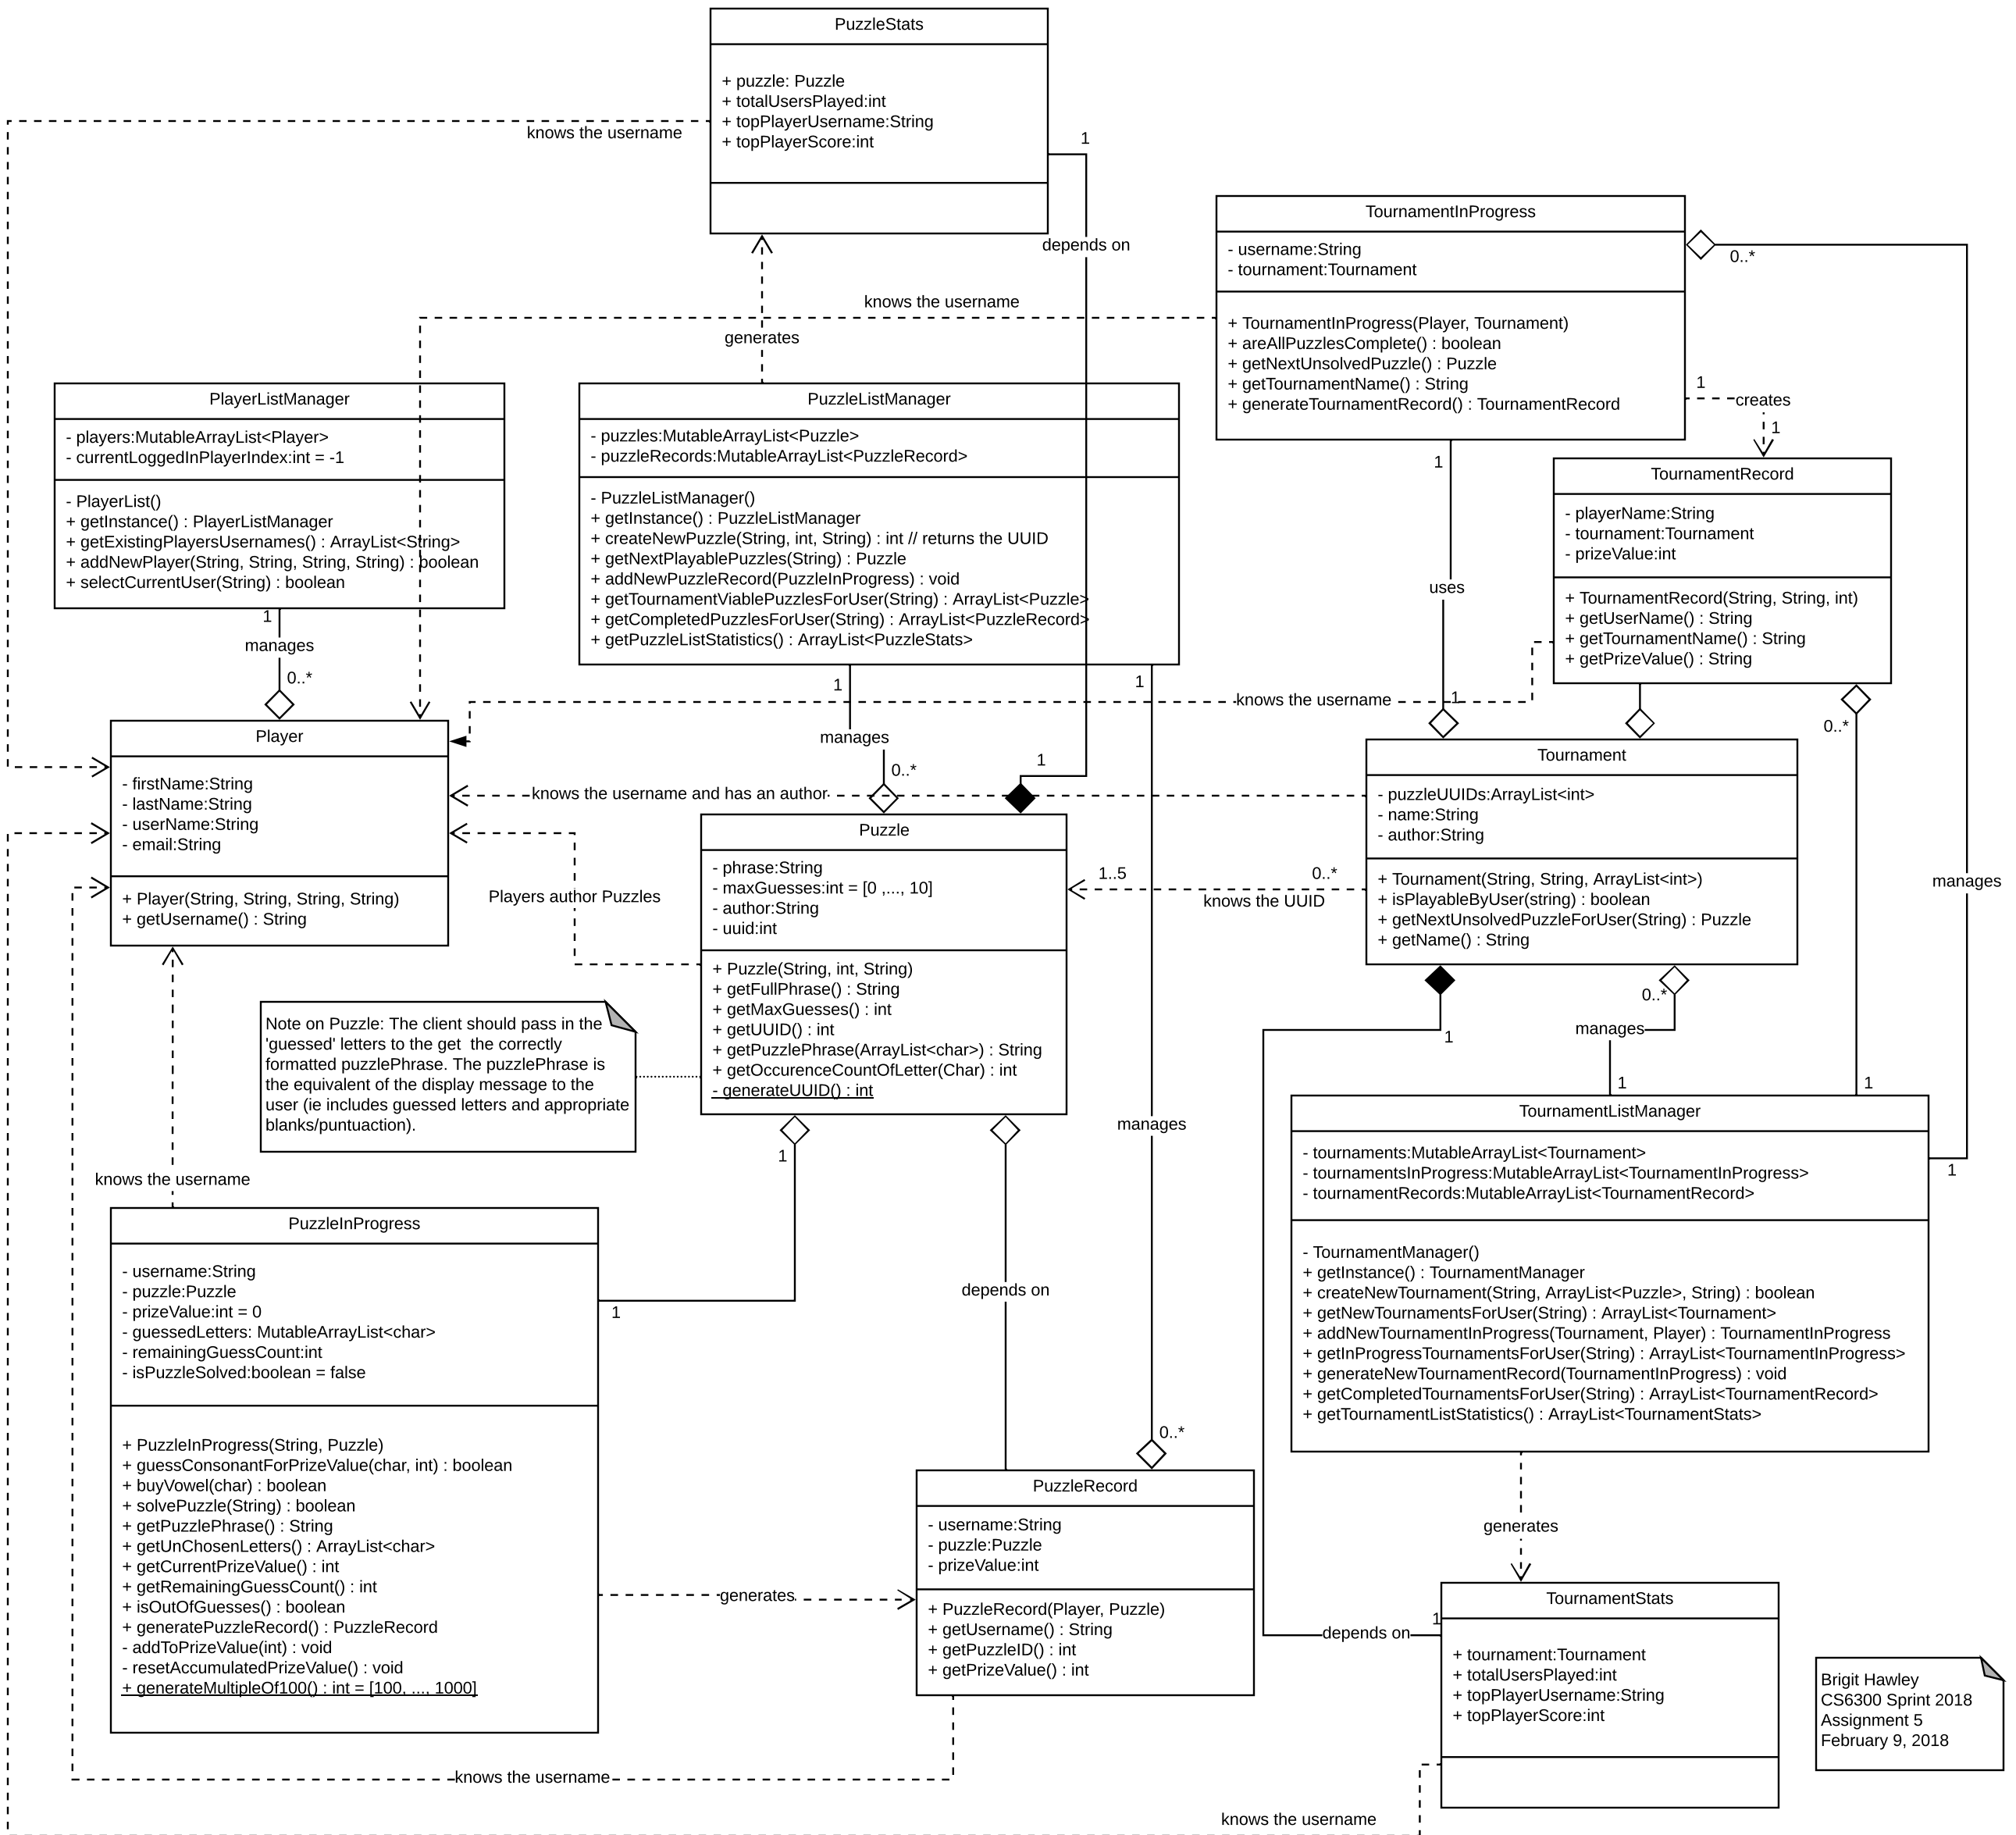 PuzzleStats
+ puzzle: Puzzle
+ totalUsersPlayed:int
+ topPlayerUsername:String
+ topPlayerScore:int
knows the username
1
depends on
generates
TournamentInProgress
- username:String
- tournament:Tournament
+ TournamentInProgress(Player, Tournament)
+ areAllPuzzlesComplete() : boolean
+ getNextUnsolvedPuzzle() : Puzzle
+ getTournamentName() : String
+ generateTournamentRecord() : TournamentRecord
0..*
knows the username
1
creates
1
1
uses
1
PlayerListManager
- players:MutableArrayList<Player>
- currentLoggedInPlayerIndex:int = -1
- PlayerList()
+ getInstance() : PlayerListManager
+ getExistingPlayersUsernames() : ArrayList<String>
+ addNewPlayer(String, String, String, String) : boolean
+ selectCurrentUser(String) : boolean
1
manages
0..*
PuzzleListManager
- puzzles:MutableArrayList<Puzzle>
- puzzleRecords:MutableArrayList<PuzzleRecord>
- PuzzleListManager()
+ getInstance() : PuzzleListManager
+ createNewPuzzle(String, int, String) : int // returns the UUID
+ getNextPlayablePuzzles(String) : Puzzle
+ addNewPuzzleRecord(PuzzleInProgress) : void
+ getTournamentViablePuzzlesForUser(String) : ArrayList<Puzzle>
+ getCompletedPuzzlesForUser(String) : ArrayList<PuzzleRecord>
+ getPuzzleListStatistics() : ArrayList<PuzzleStats>
1
manages
0..*
1
1
TournamentRecord
- playerName:String
- tournament:Tournament
- prizeValue:int
+ TournamentRecord(String, String, int)
+ getUserName() : String
+ getTournamentName() : String
+ getPrizeValue() : String
knows the username
0..*
Player
- firstName:String
- lastName:String
- userName:String
- email:String
+ Player(String, String, String, String)
+ getUsername() : String
knows the username and has an author
Players author Puzzles
Puzzle
- phrase:String
- maxGuesses:int = [0 ,..., 10]
- author:String
- uuid:int
+ Puzzle(String, int, String)
+ getFullPhrase() : String
+ getMaxGuesses() : int
+ getUUID() : int
+ getPuzzlePhrase(ArrayList<char>) : String
+ getOccurenceCountOfLetter(Char) : int
- generateUUID() : int
1..5
0..*
knows the UUID
Tournament
- puzzleUUIDs:ArrayList<int>
- name:String
- author:String
+ Tournament(String, String, ArrayList<int>)
+ isPlayableByUser(string) : boolean
+ getNextUnsolvedPuzzleForUser(String) : Puzzle
+ getName() : String
manages
0..*
manages
1
1
1
1
Note on Puzzle: The client should pass in the
'guessed' letters to the get  the correctly
formatted puzzlePhrase. The puzzlePhrase is
the equivalent of the display message to the
user (ie includes guessed letters and appropriate
blanks/puntuaction).
knows the username
1
1
manages
depends on
0..*
TournamentListManager
- tournaments:MutableArrayList<Tournament>
- tournamentsInProgress:MutableArrayList<TournamentInProgress>
- tournamentRecords:MutableArrayList<TournamentRecord>
- TournamentManager()
+ getInstance() : TournamentManager
+ createNewTournament(String, ArrayList<Puzzle>, String) : boolean
+ getNewTournamentsForUser(String) : ArrayList<Tournament>
+ addNewTournamentInProgress(Tournament, Player) : TournamentInProgress
+ getInProgressTournamentsForUser(String) : ArrayList<TournamentInProgress>
+ generateNewTournamentRecord(TournamentInProgress) : void
+ getCompletedTournamentsForUser(String) : ArrayList<TournamentRecord>
+ getTournamentListStatistics() : ArrayList<TournamentStats>
PuzzleInProgress
- username:String
- puzzle:Puzzle
- prizeValue:int = 0
- guessedLetters: MutableArrayList<char>
- remainingGuessCount:int
- isPuzzleSolved:boolean = false
+ PuzzleInProgress(String, Puzzle)
+ guessConsonantForPrizeValue(char, int) : boolean
+ buyVowel(char) : boolean
+ solvePuzzle(String) : boolean
+ getPuzzlePhrase() : String
+ getUnChosenLetters() : ArrayList<char>
+ getCurrentPrizeValue() : int
+ getRemainingGuessCount() : int
+ isOutOfGuesses() : boolean
+ generatePuzzleRecord() : PuzzleRecord
- addToPrizeValue(int) : void
- resetAccumulatedPrizeValue() : void
+ generateMultipleOf100() : int = [100, ..., 1000]
generates
PuzzleRecord
- username:String
- puzzle:Puzzle
- prizeValue:int
+ PuzzleRecord(Player, Puzzle)
+ getUsername() : String
+ getPuzzleID() : int
+ getPrizeValue() : int
knows the username
generates
1
depends on
TournamentStats
+ tournament:Tournament
+ totalUsersPlayed:int
+ topPlayerUsername:String
+ topPlayerScore:int
knows the username
Brigit Hawley
CS6300 Sprint 2018
Assignment 5
February 9, 2018